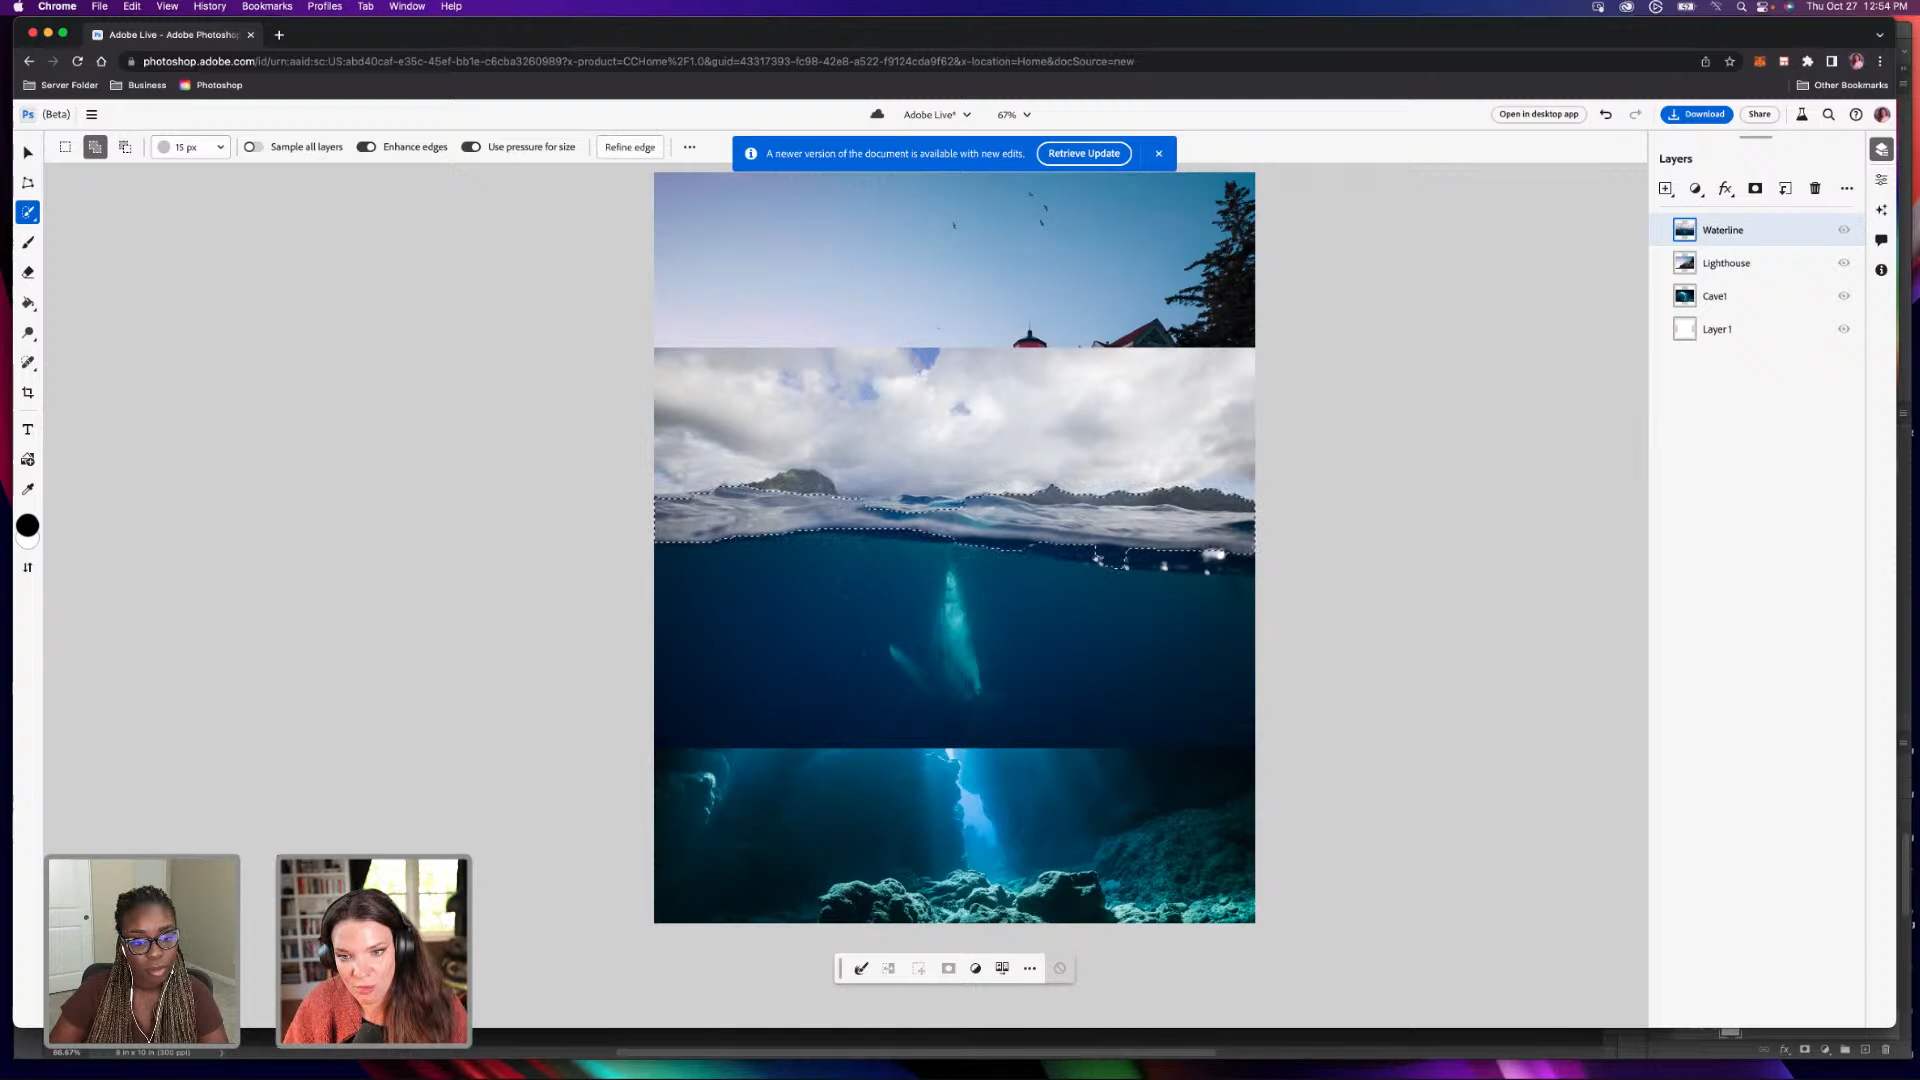 Chrome File Edit View History Bookmarks Profiles Tab Window Help
Thu Oct 27 12:54 PM
Adobe Live - Adobe Photosho
photoshop.adobe.com/id/urn:aaid:sc:US:abd40caf-e35c-45ef-bb1e-c6cba3260989?x-product=CCHome%2F1.0&guid=43317393-fc98-42e8-a522-f9124cda9f62&x-location=Home&docSource=new
Server Folder Business Photoshop Other Bookmarks
Ps (Beta) Adobe Live* 67% Open in desktop app Download Share
15 px Sample all layers Enhance edges Use pressure for size Refine edge
A newer version of the document is available with new edits. Retrieve Update
Layers
fx
Waterline
Lighthouse
Cave1
Layer1
66.67% 8 in x 10 in (300 ppi)
fx